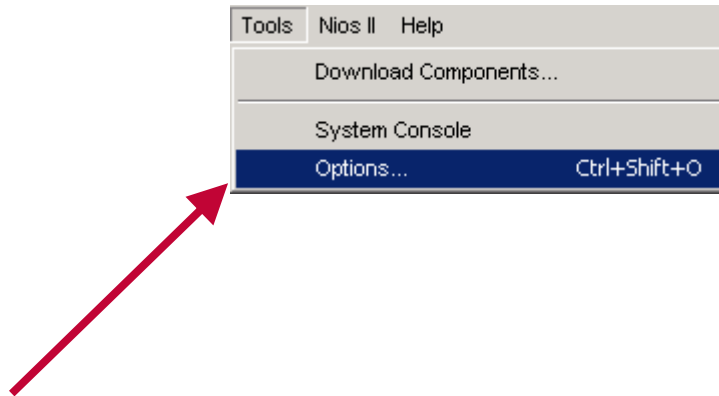 Tools Nios II Help
Download Components...
System Console
Options... Ctrl+Shift+O